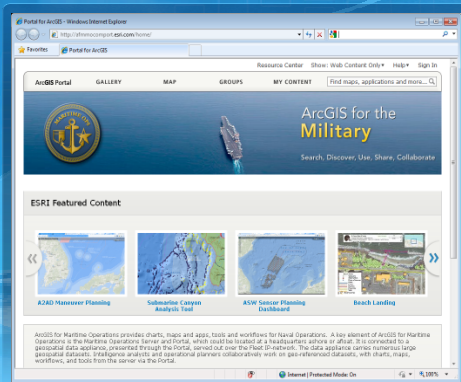 Portal for ArcGIS - Windows Internet Explorer
Favorites
Portal for ArcGIS
Resource Center Show: Web Content Only Help Sign In
ArcGIS Portal GALLERY MAP GROUPS MY CONTENT Find maps, applications and more...
MARITIME OPS
ArcGIS for the
Military
Search, Discover, Use, Share, Collaborate
ESRI Featured Content
A2AD Maneuver Planning
Submarine Canyon
Analysis Tool
ASW Sensor Planning
Dashboard
Beach Landing
ArcGIS for Maritime Operations provides charts, maps and apps, tools and workflows for Naval Operations. A key element of ArcGIS for Maritime
Operations is the Maritime Operations Server and Portal, which could be located at a headquarters ashore or afloat. It is connected to a
geospatial data appliance, presented through the Portal, served out over the Fleet IP-network. The data appliance carries numerous large
geospatial datasets. Intelligence analysts and operational planners collaboratively work on geo-referenced datasets, with charts, maps,
workflows, and tools from the server via the Portal.
Internet | Protected Mode: On
100%